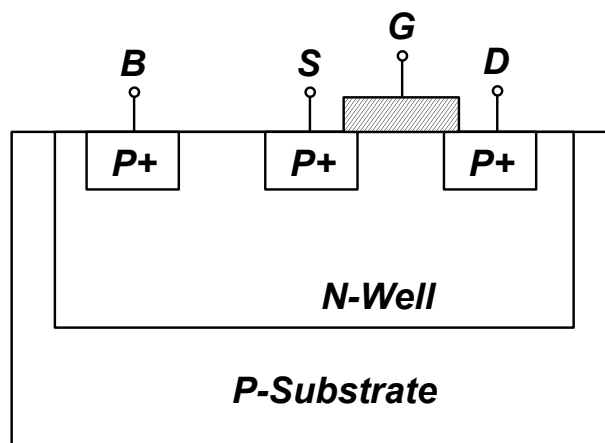 G
B S D
P+ P+ P+
N-Well
P-Substrate